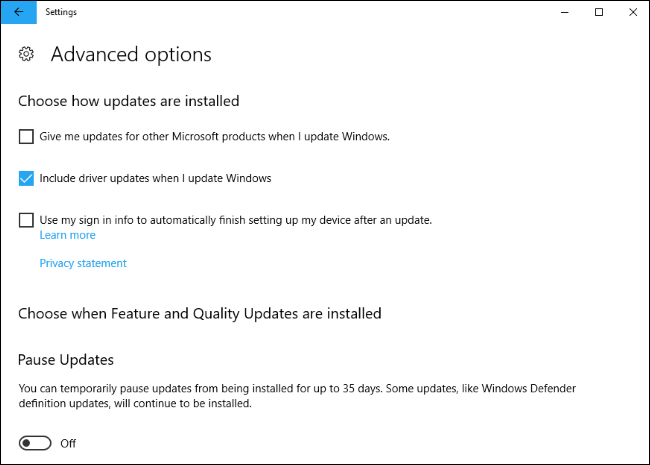 Settings
Advanced options
Choose how updates are installed
Give me updates for other Microsoft products when I update Windows.
Include driver updates when I update Windows
Use my sign in info to automatically finish setting up my device after an update.
Learn more
Privacy statement
Choose when Feature and Quality Updates are installed
Pause Updates
You can temporarily pause updates from being installed for up to 35 days. Some updates, like Windows Defender
definition updates, will continue to be installed.
Off